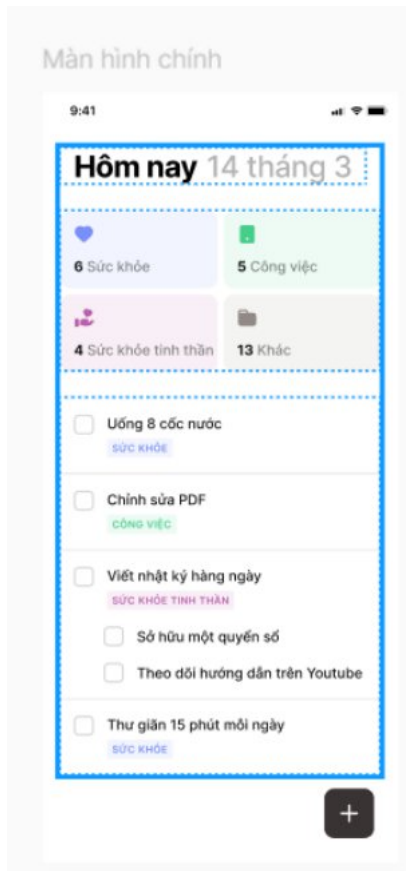 Màn hình chính
9:41
Hôm nay 14 tháng 3
6 Sức khỏe
5 Công việc
4 Sức khỏe tinh thần
13 Khác
Uống 8 cốc nước
SỨC KHỎE
Chỉnh sửa PDF
CÔNG VIỆC
Viết nhật ký hàng ngày
SỨC KHỎE TINH THẦN
Sở hữu một quyển sổ
Theo dõi hướng dẫn trên Youtube
Thư giãn 15 phút mỗi ngày
SỨC KHỎE
+